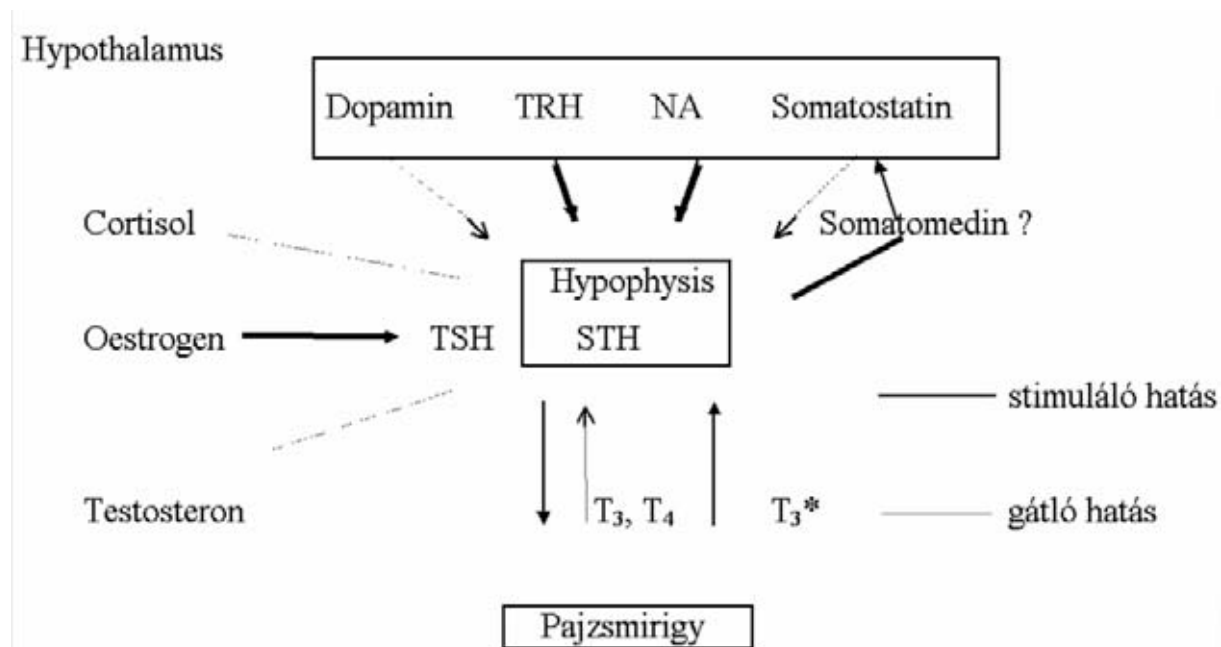 Hypothalamus
Dopamin TRH NA Somatostatin
Cortisol
Somatomedin ?
Hypophysis
Oestrogen TSH STH
stimuláló hatás
Testosteron T₃, T₄ T₃* gátló hatás
Pajzsmirigy